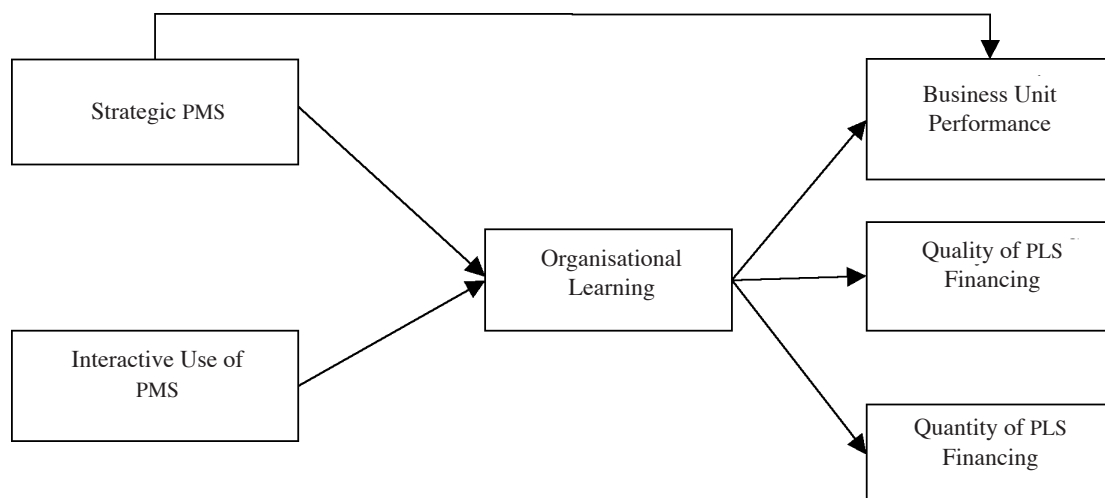 Strategic PMS
Business Unit
Performance
Organisational
Learning
Quality of PLS
Financing
Interactive Use of
PMS
Quantity of PLS
Financing